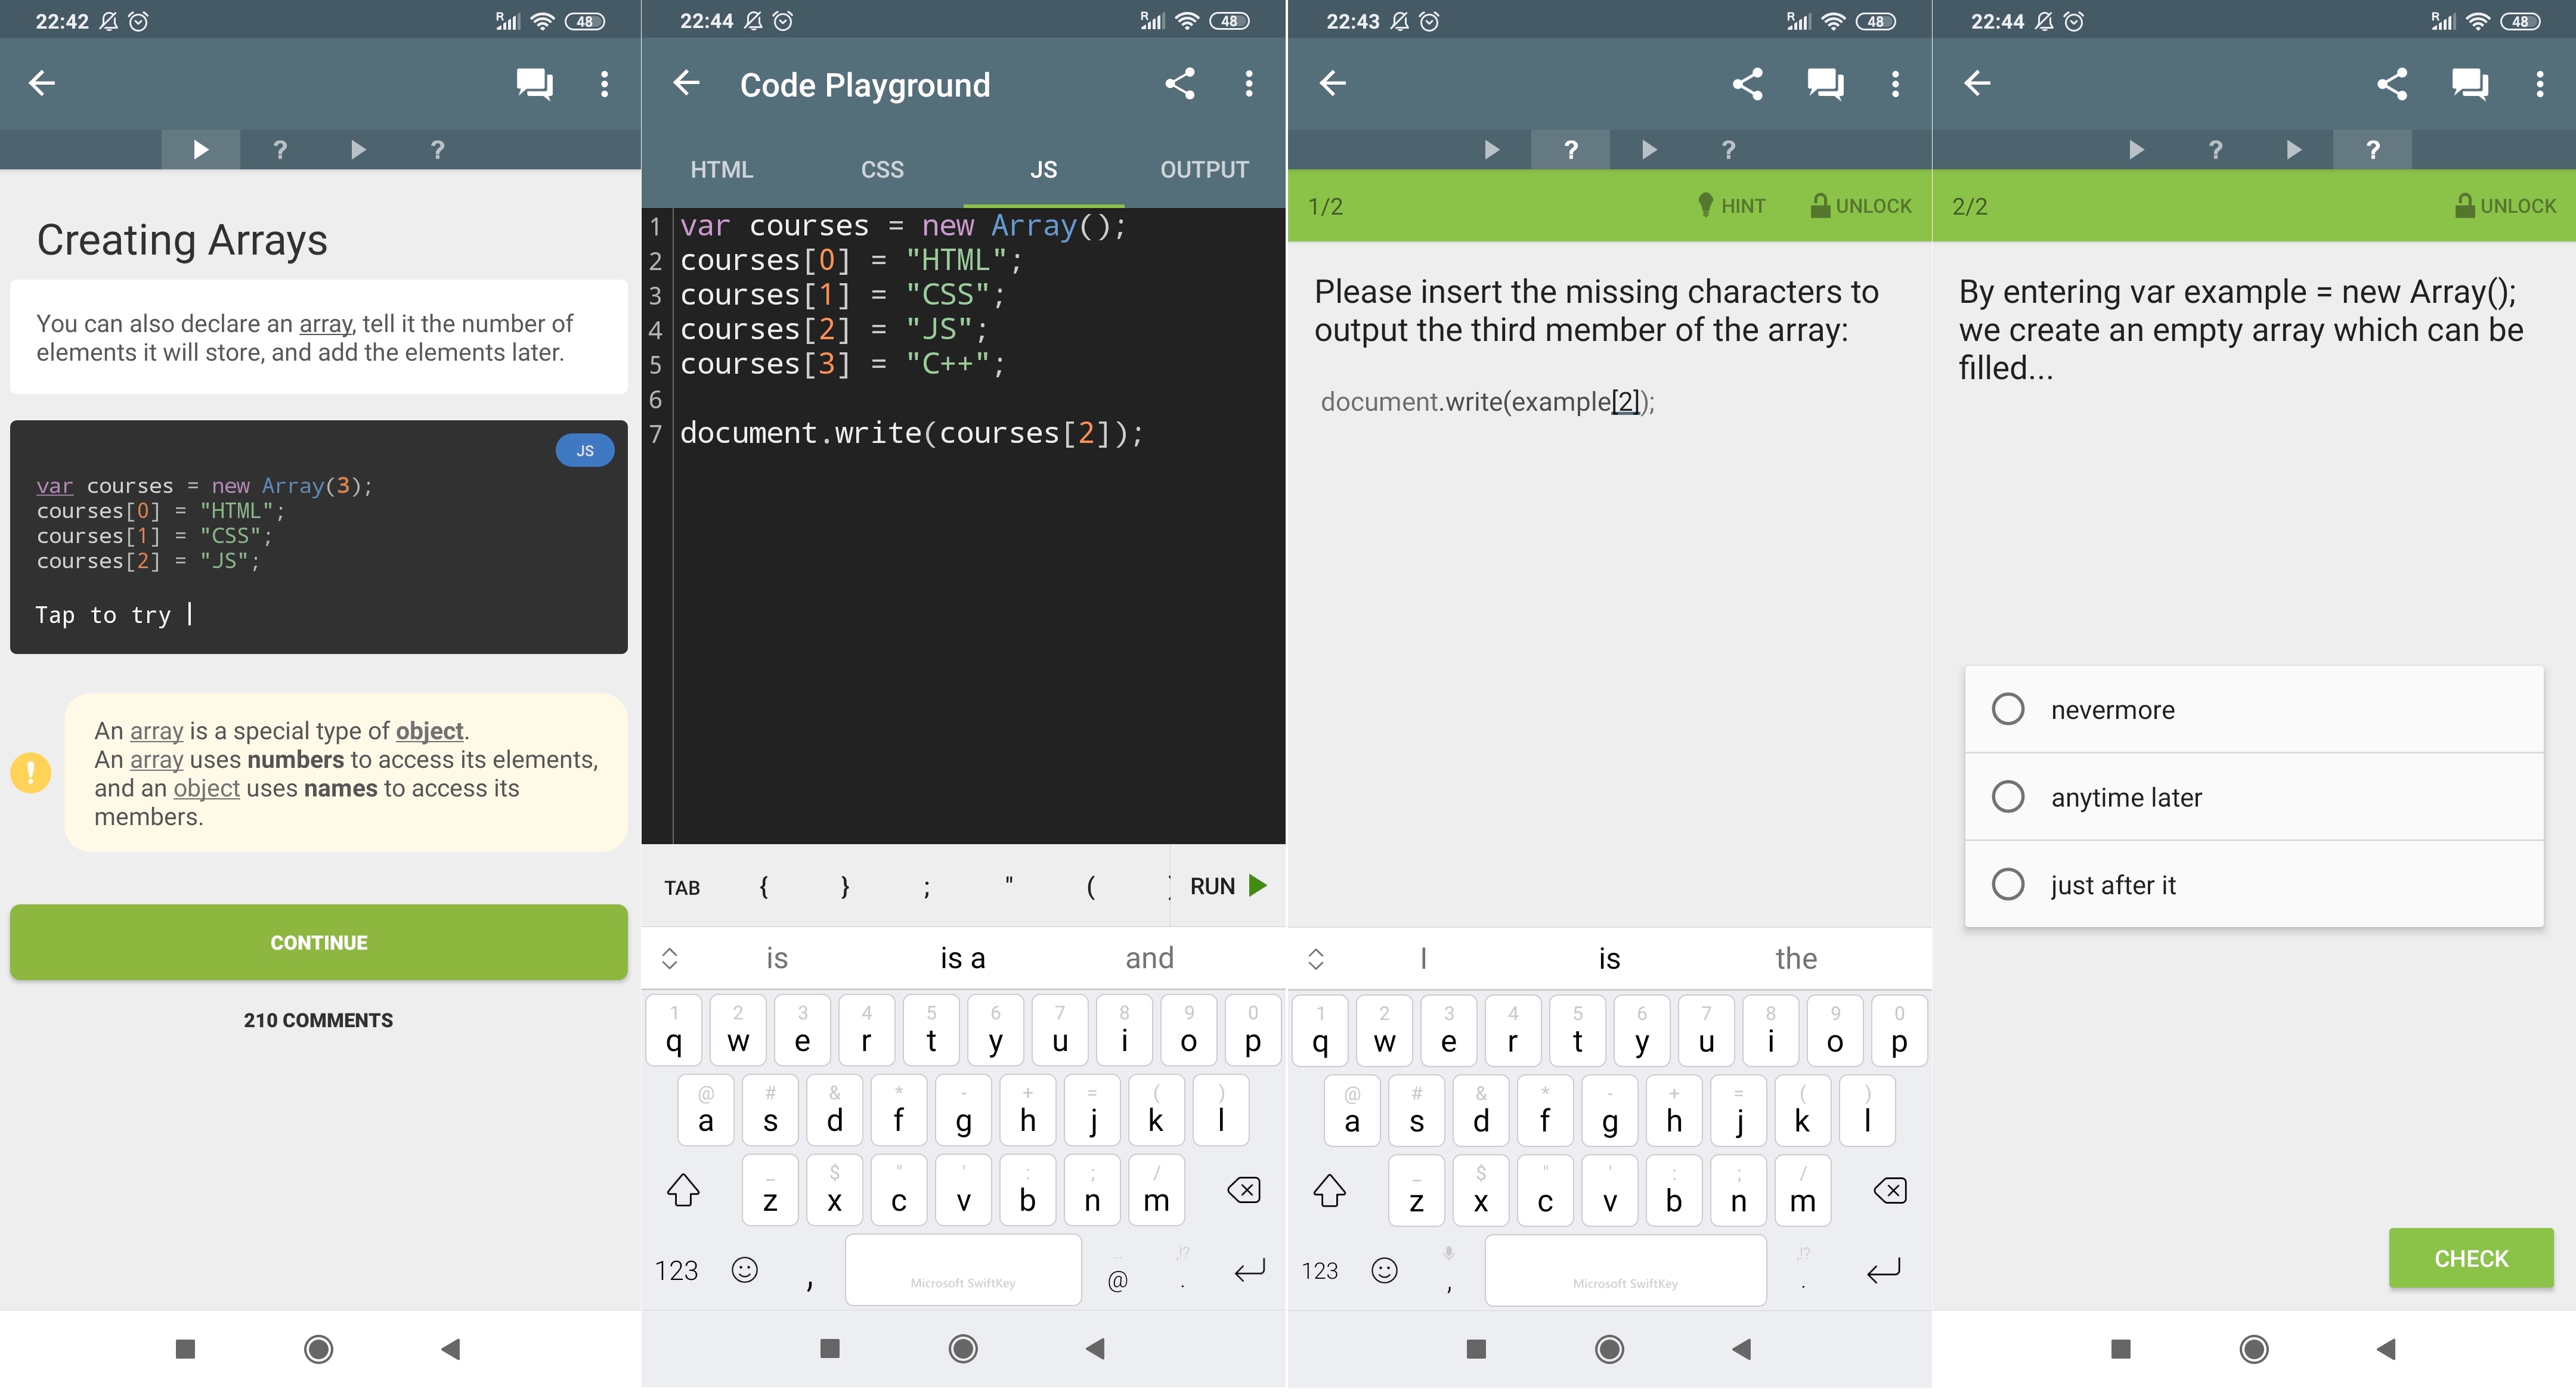 22:42
R
48
?
?
Creating Arrays
You can also declare an array, tell it the number of
elements it will store, and add the elements later.
JS
var courses = new Array(3);
courses[0] = "HTML";
courses[1] = "CSS";
courses[2] = "JS";
Tap to try |
!
An array is a special type of object.
An array uses numbers to access its elements,
and an object uses names to access its
members.
CONTINUE
210 COMMENTS
22:44
R
48
Code Playground
HTML CSS JS OUTPUT
1 var courses = new Array();
2 courses[0] = "HTML";
3 courses[1] = "CSS";
4 courses[2] = "JS";
5 courses[3] = "C++";
6
7 document.write(courses[2]);
TAB { } ; " ( ) RUN
is is a and
1 2 3 4 5 6 7 8 9 0
q w e r t y u i o p
@ # & * - + = ( )
a s d f g h j k l
_ $ " ' : ; /
z x c v b n m
... ,!?
123 , Microsoft SwiftKey @ .
22:43
R
48
?
?
1/2 HINT UNLOCK
Please insert the missing characters to
output the third member of the array:
document.write(example[2]);
I is the
1 2 3 4 5 6 7 8 9 0
q w e r t y u i o p
@ # & * - + = ( )
a s d f g h j k l
_ $ " ' : ; /
z x c v b n m
,!?
123 , Microsoft SwiftKey .
22:44
R
48
?
?
2/2 UNLOCK
By entering var example = new Array();
we create an empty array which can be
filled...
nevermore
anytime later
just after it
CHECK